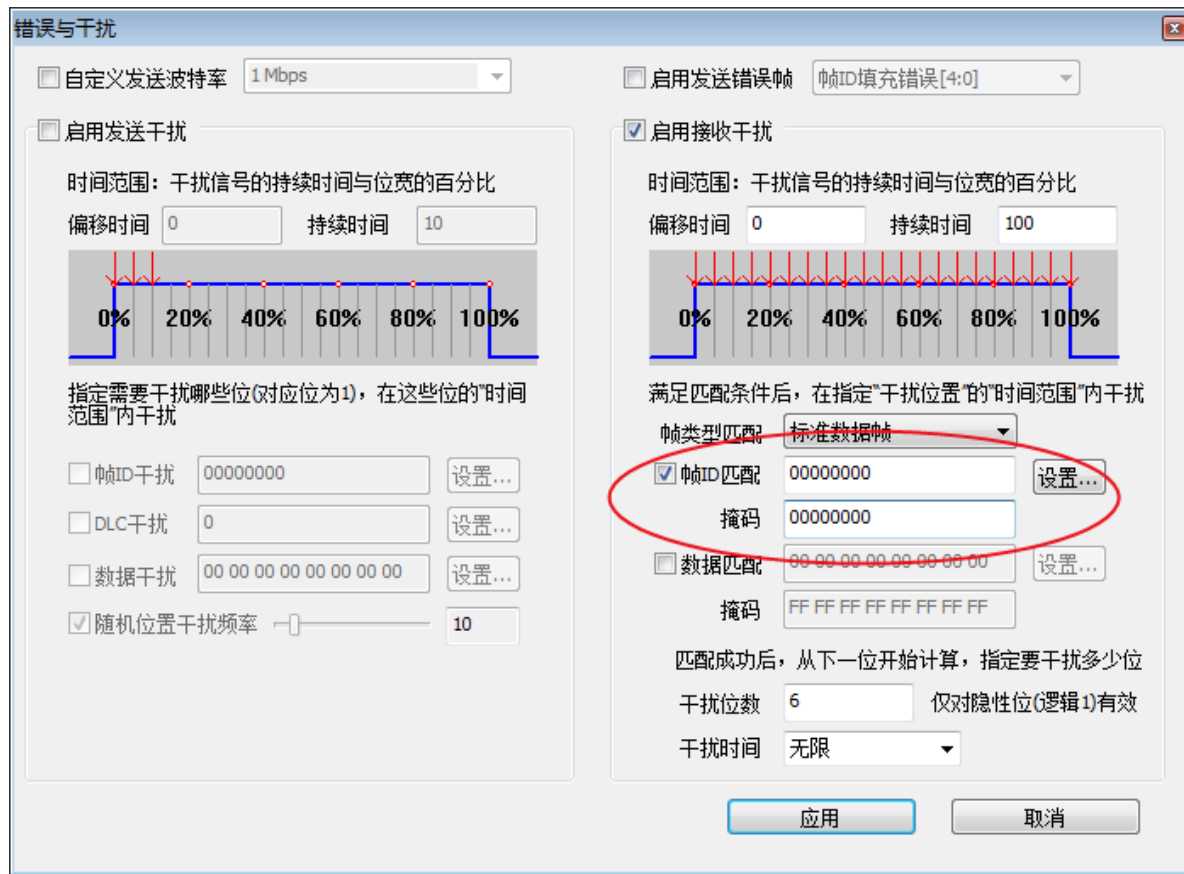 错误与干扰
自定义发送波特率 1 Mbps
启用发送错误帧 帧ID填充错误[4:0]
启用发送干扰
时间范围：干扰信号的持续时间与位宽的百分比
偏移时间 0 持续时间 10
0% 20% 40% 60% 80% 100%
指定需要干扰哪些位(对应位为1)，在这些位的"时间
范围"内干扰
帧ID干扰 00000000 设置...
DLC干扰 0 设置...
数据干扰 00 00 00 00 00 00 00 00 设置...
随机位置干扰频率 10
启用接收干扰
时间范围：干扰信号的持续时间与位宽的百分比
偏移时间 0 持续时间 100
0% 20% 40% 60% 80% 100%
满足匹配条件后，在指定"干扰位置"的"时间范围"内干扰
帧类型匹配 标准数据帧
帧ID匹配 00000000 设置...
掩码 00000000
数据匹配 00 00 00 00 00 00 00 00 设置...
掩码 FF FF FF FF FF FF FF FF
匹配成功后，从下一位开始计算，指定要干扰多少位
干扰位数 6 仅对隐性位(逻辑1)有效
干扰时间 无限
应用 取消